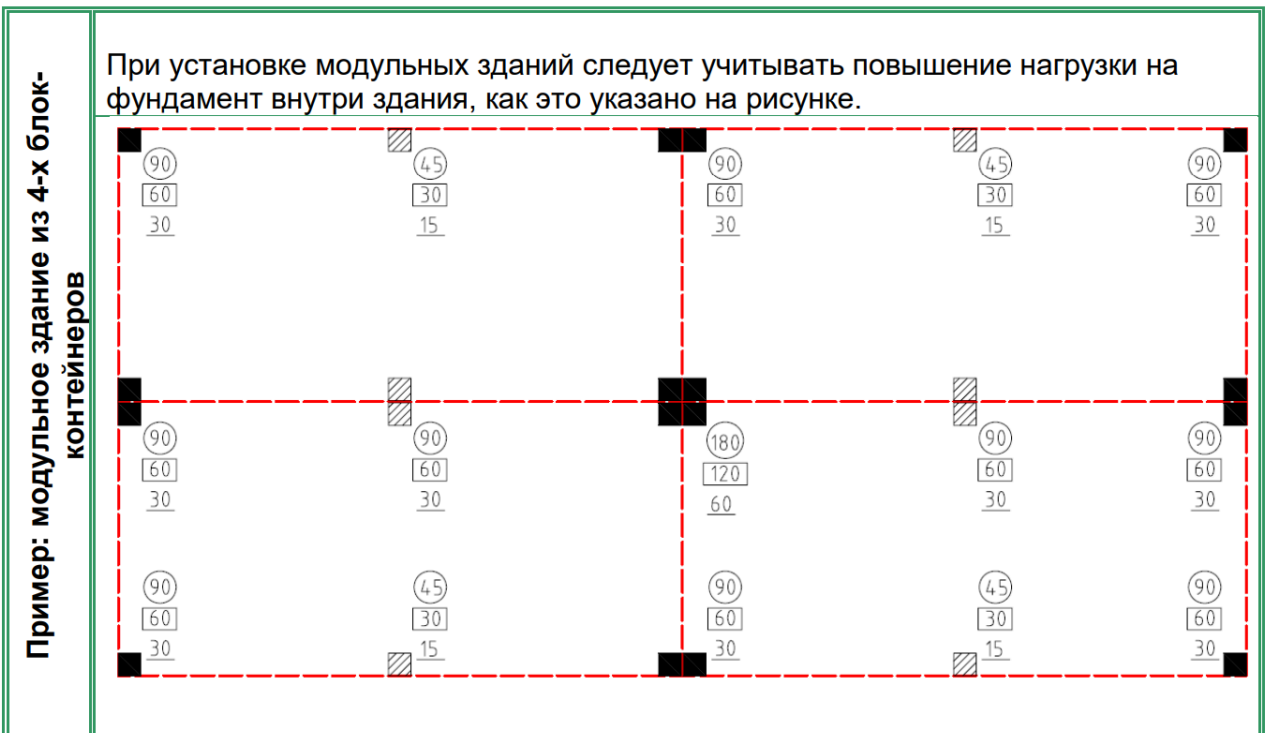 Пример: модульное здание из 4-х блок-
контейнеров
При установке модульных зданий следует учитывать повышение нагрузки на
фундамент внутри здания, как это указано на рисунке.
90 45 90 45 90
60 30 60 30 60
30 15 30 15 30
90 90 180 90 90
60 60 120 60 60
30 30 60 30 30
90 45 90 45 90
60 30 60 30 60
30 15 30 15 30